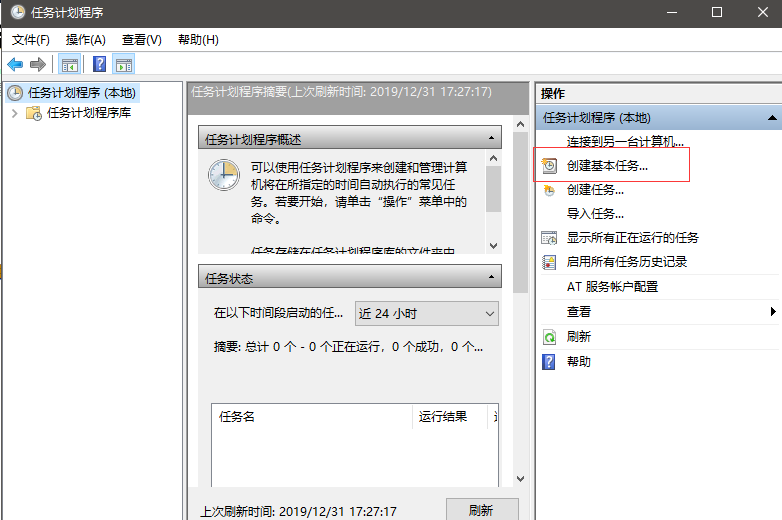 任务计划程序
文件(F) 操作(A) 查看(V) 帮助(H)
任务计划程序 (本地)
任务计划程序库
任务计划程序摘要(上次刷新时间: 2019/12/31 17:27:17)
任务计划程序概述
可以使用任务计划程序来创建和管理计算
机将在所指定的时间自动执行的常见任
务。若要开始，请单击“操作”菜单中的
命令。
任务存储在任务计划程序库的文件夹中
任务状态
在以下时间段启动的任... 近 24 小时
摘要: 总计 0 个 - 0 个正在运行，0 个成功，0 个...
任务名 运行结果
上次刷新时间: 2019/12/31 17:27:17 刷新
操作
任务计划程序 (本地)
连接到另一台计算机...
创建基本任务...
创建任务...
导入任务...
显示所有正在运行的任务
启用所有任务历史记录
AT 服务帐户配置
查看
刷新
帮助